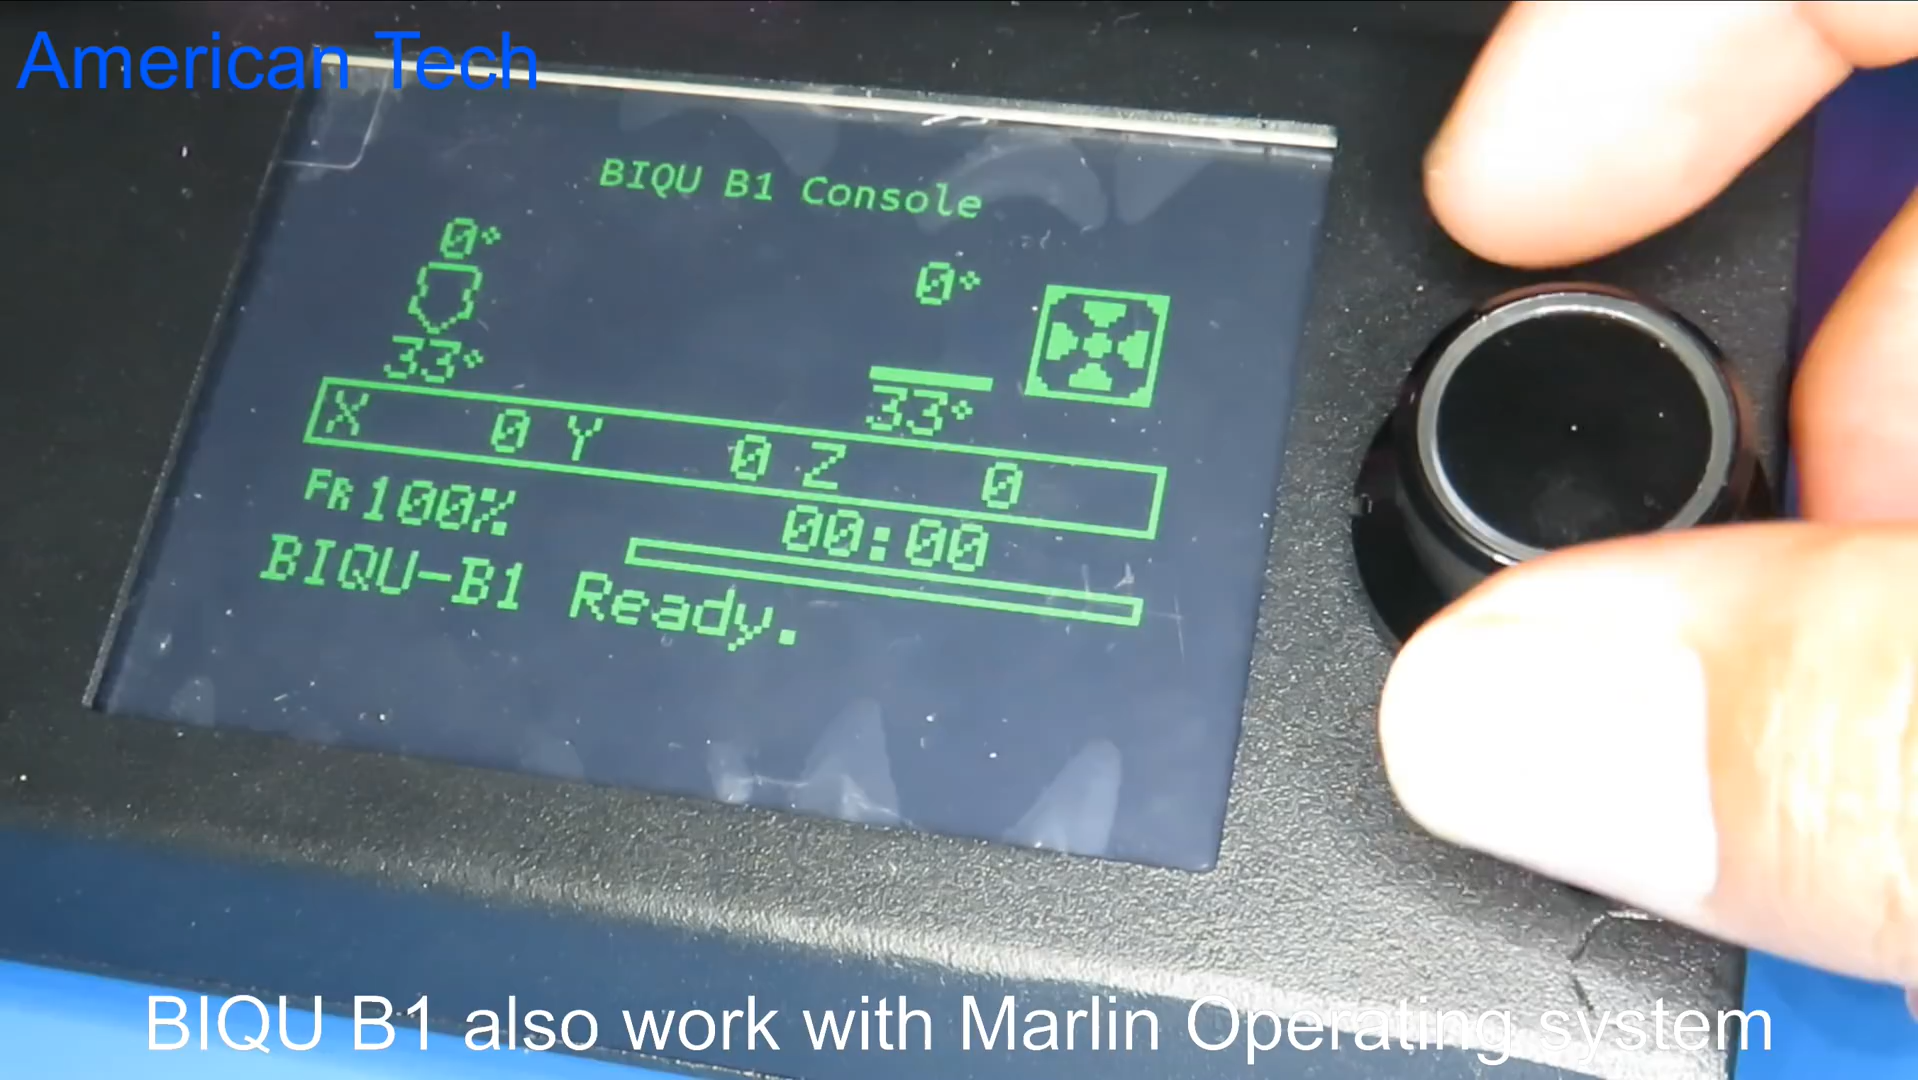 American Tech
BIQU B1 Console
0° 0°
33° 33°
X 0 Y 0 Z 0
FR100% 00:00
BIQU-B1 Ready.
BIQU B1 also work with Marlin Operating system